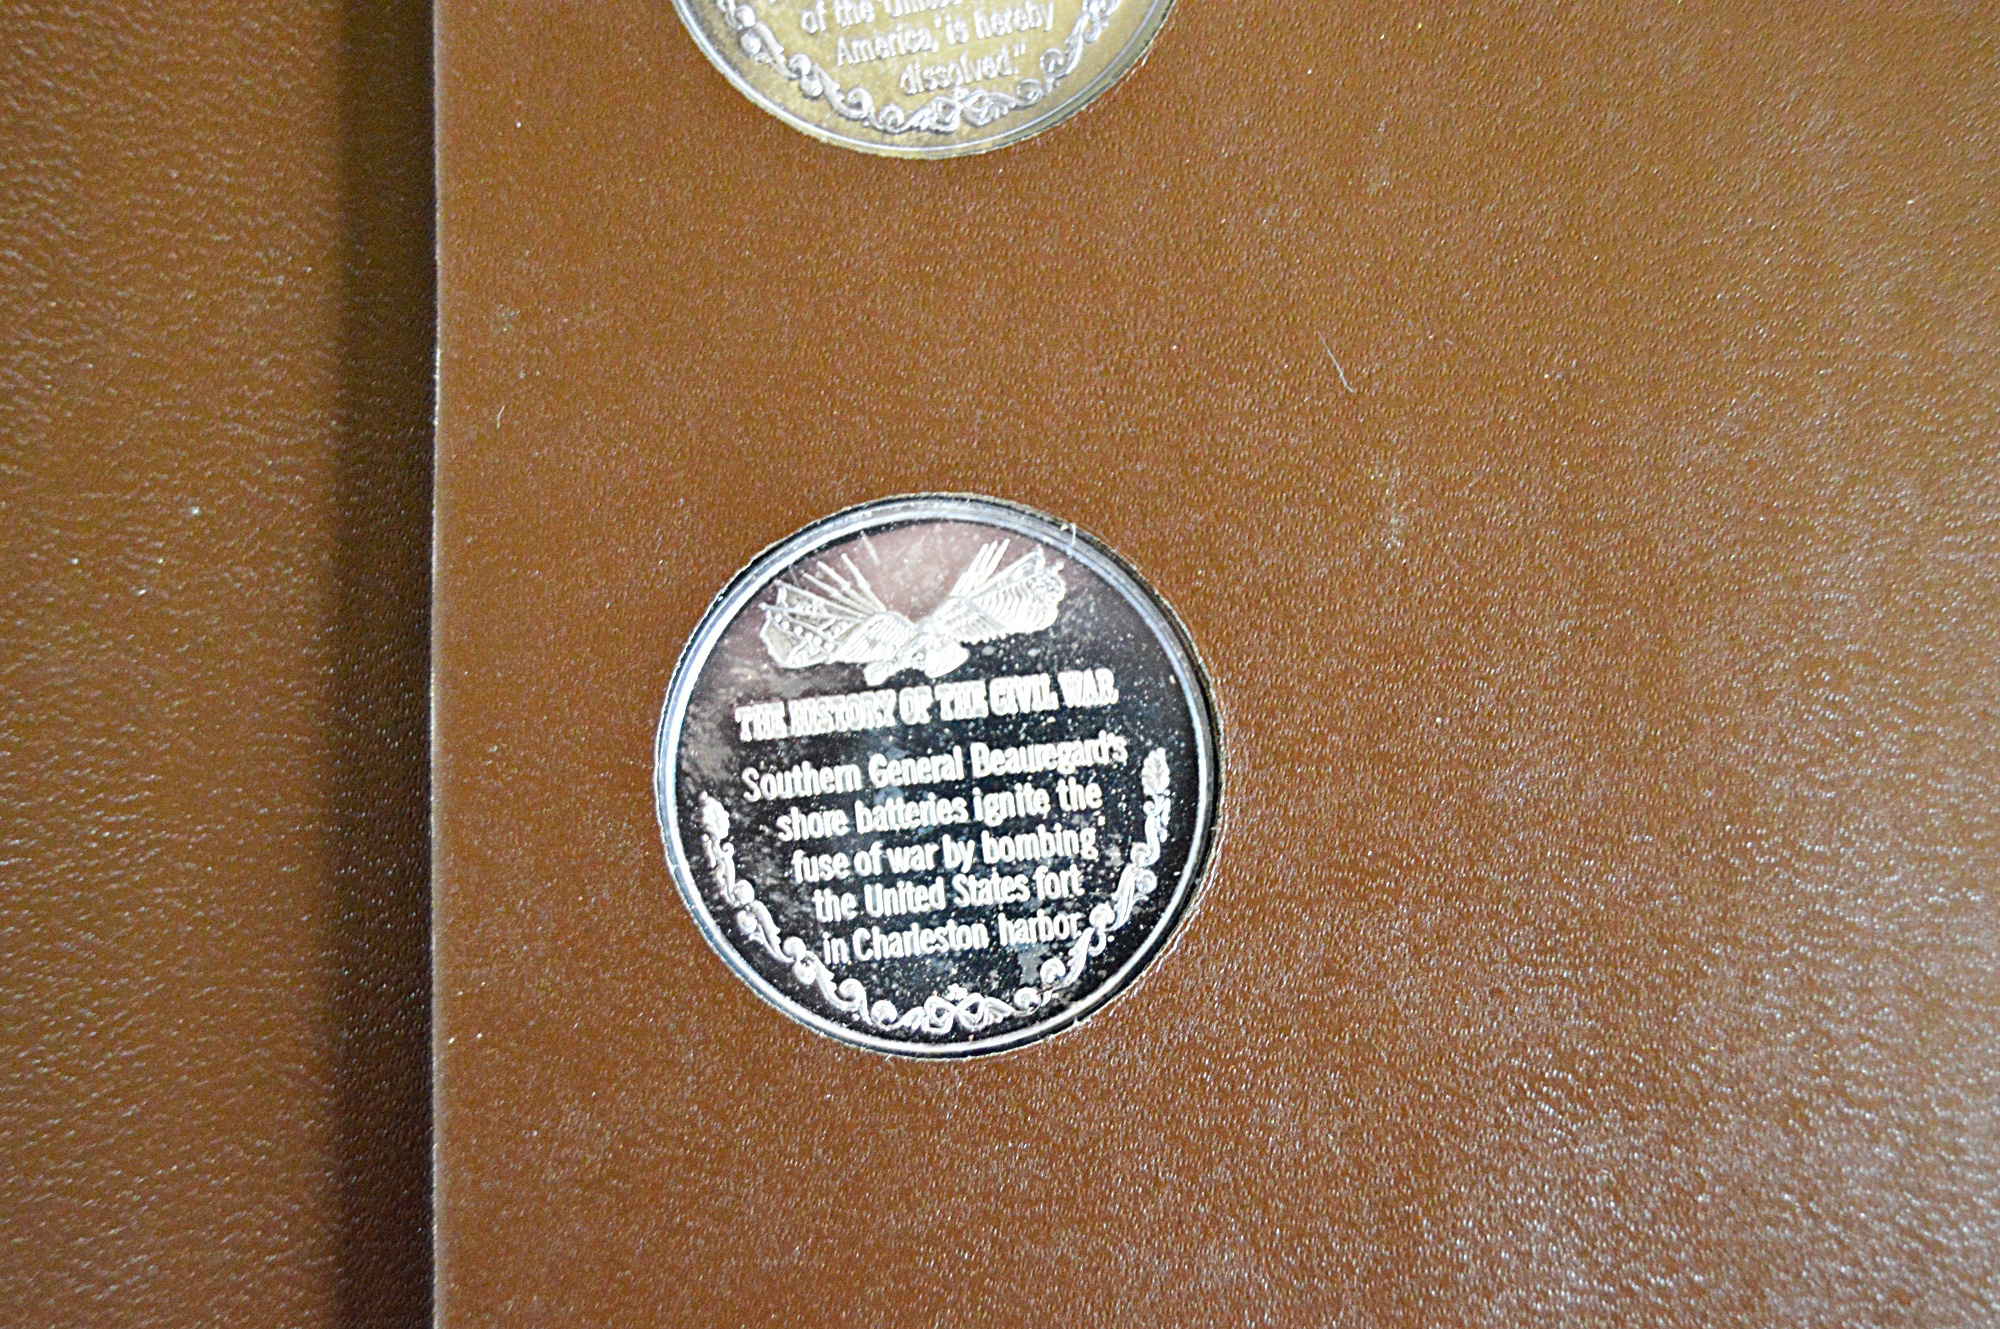 of the
America,' is hereby
dissolved."
THE HISTORY OF THE CIVIL WAR
Southern General Beauregard's
shore batteries ignite the
fuse of war by bombing
the United States fort
in Charleston harbor.